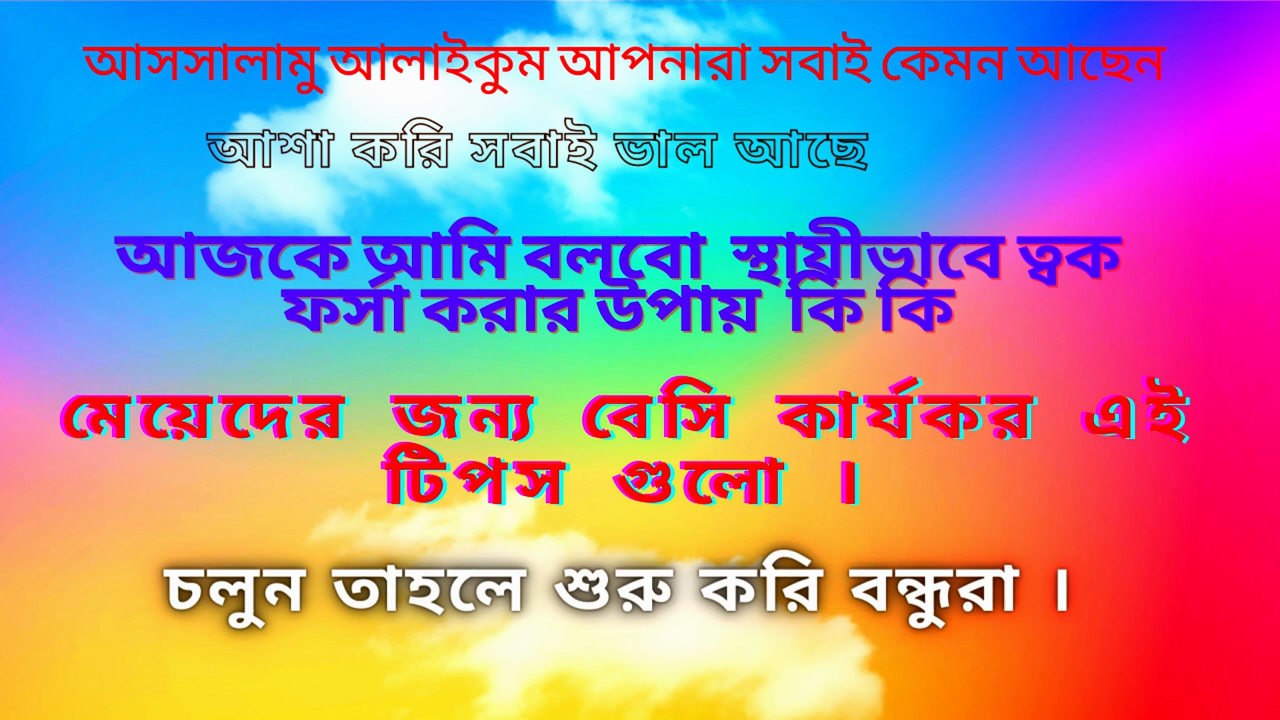 আসসালামু আলাইকুম আপনারা সবাই কেমন আছেন
আশা করি সবাই ভাল আছে
আজকে আমি বলবো স্থায়ীভাবে ত্বক
ফর্সা করার উপায় কি কি
মেয়েদের জন্য বেসি কার্যকর এই
টিপস গুলো ।
চলুন তাহলে শুরু করি বন্ধুরা ।